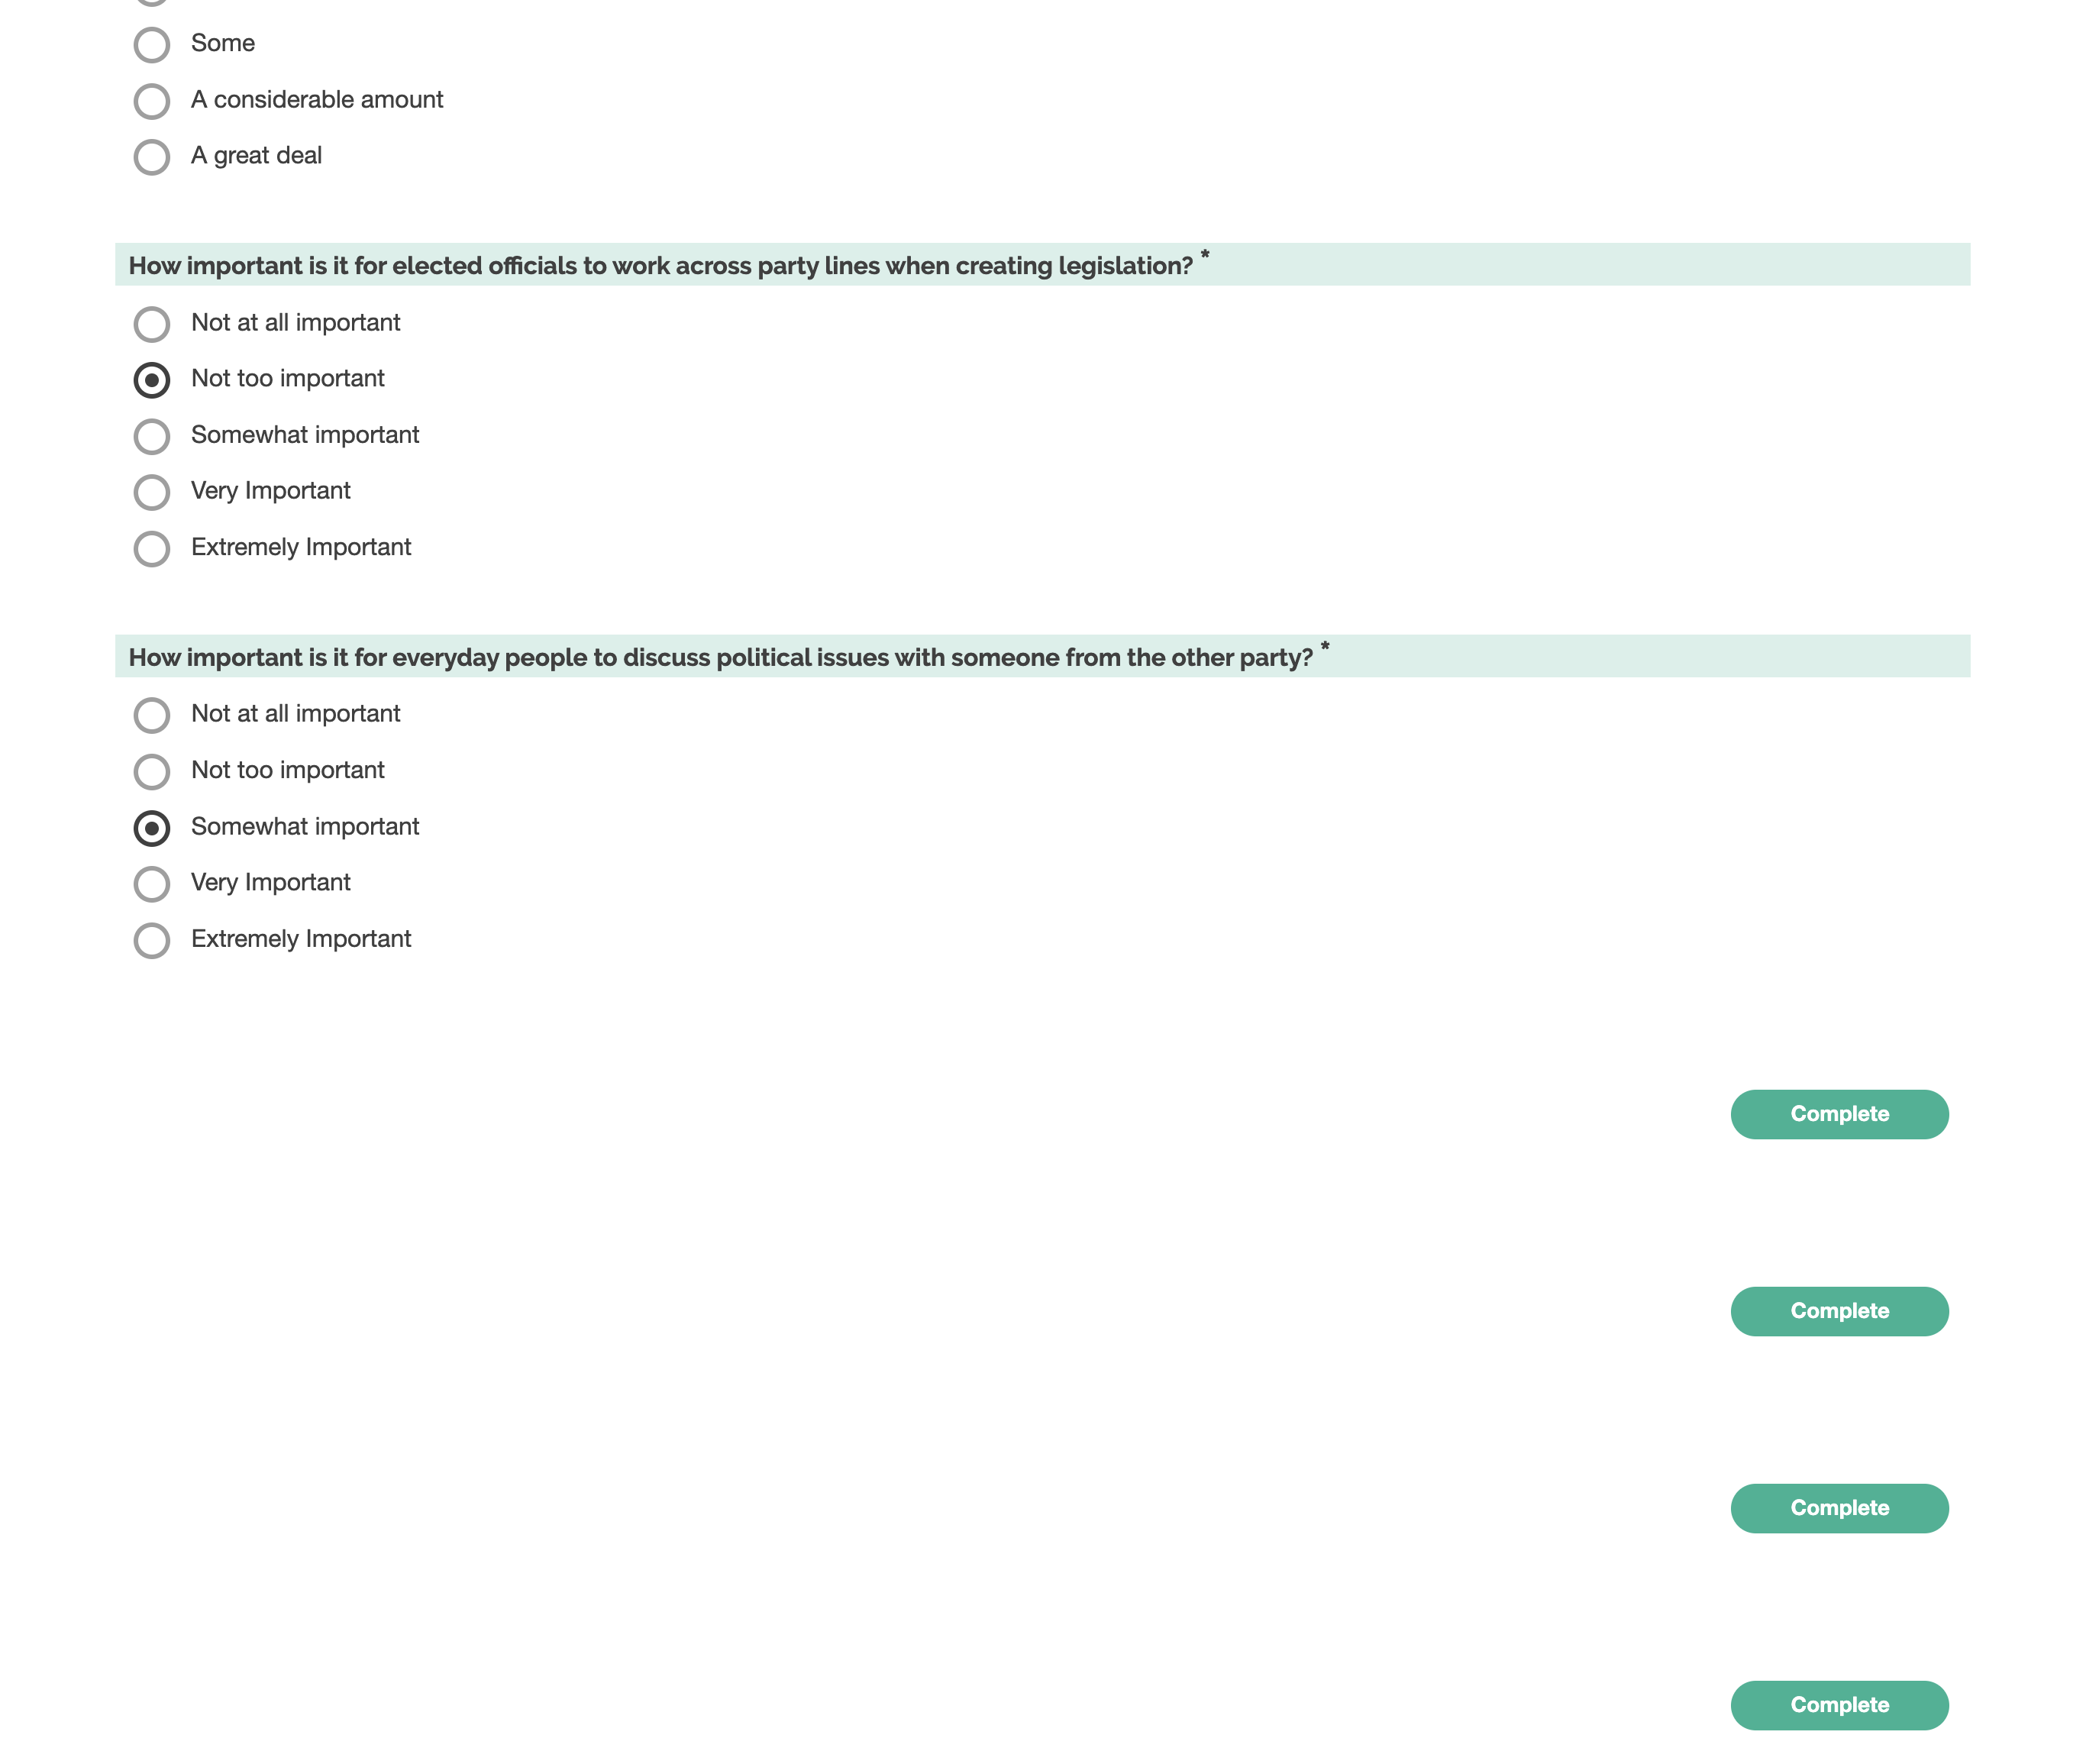 Some
A considerable amount
A great deal
How important is it for elected officials to work across party lines when creating legislation? *
Not at all important
Not too important
Somewhat important
Very Important
Extremely Important
How important is it for everyday people to discuss political issues with someone from the other party? *
Not at all important
Not too important
Somewhat important
Very Important
Extremely Important
Complete
Complete
Complete
Complete